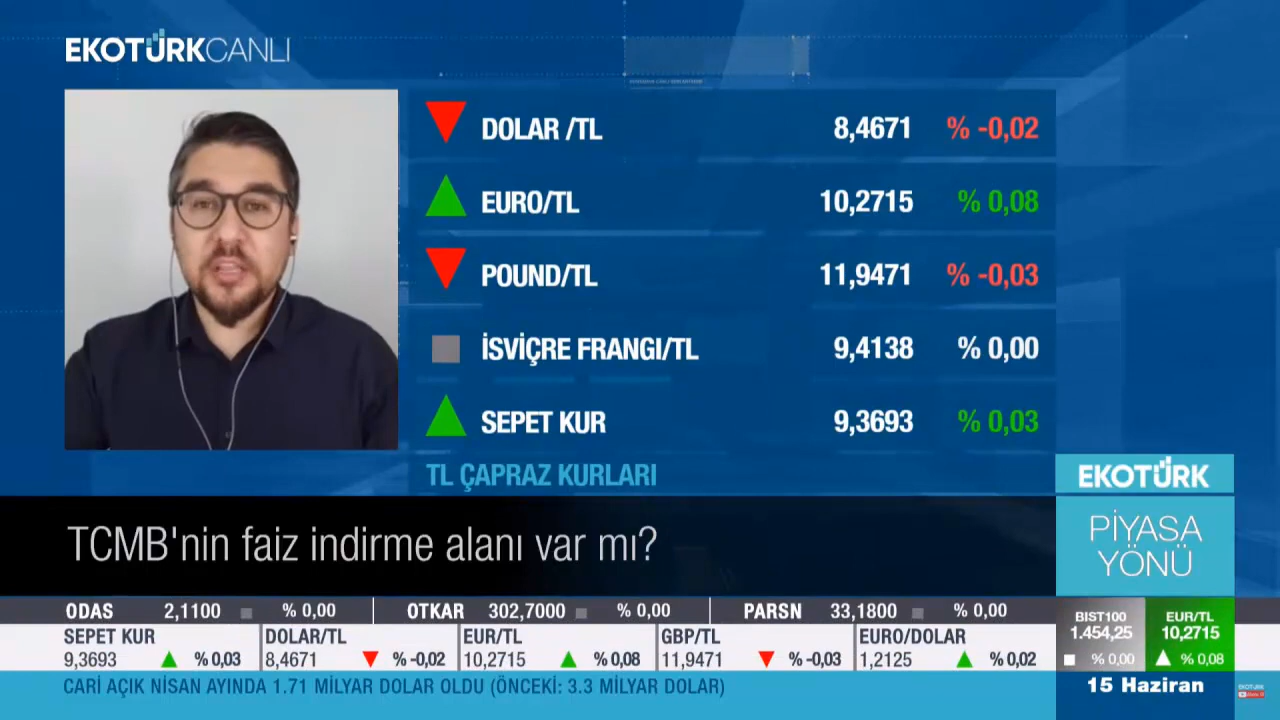 EKOTÜRK CANLI
DOLAR /TL 8,4671 % -0,02
EURO/TL 10,2715 % 0,08
POUND/TL 11,9471 % -0,03
İSVİÇRE FRANGI/TL 9,4138 % 0,00
SEPET KUR 9,3693 % 0,03
TL ÇAPRAZ KURLARI
EKOTÜRK
PİYASA
YÖNÜ
TCMB'nin faiz indirme alanı var mı?
ODAS 2,1100 % 0,00 OTKAR 302,7000 % 0,00 PARSN 33,1800 % 0,00
SEPET KUR DOLAR/TL EUR/TL GBP/TL EURO/DOLAR
9,3693 % 0,03 8,4671 % -0,02 10,2715 % 0,08 11,9471 % -0,03 1,2125 % 0,02
BIST100
1.454,25
% 0,00
EUR/TL
10,2715
% 0,08
CARİ AÇIK NİSAN AYINDA 1.71 MİLYAR DOLAR OLDU (ÖNCEKİ: 3.3 MİLYAR DOLAR)
15 Haziran
EKOTÜRK